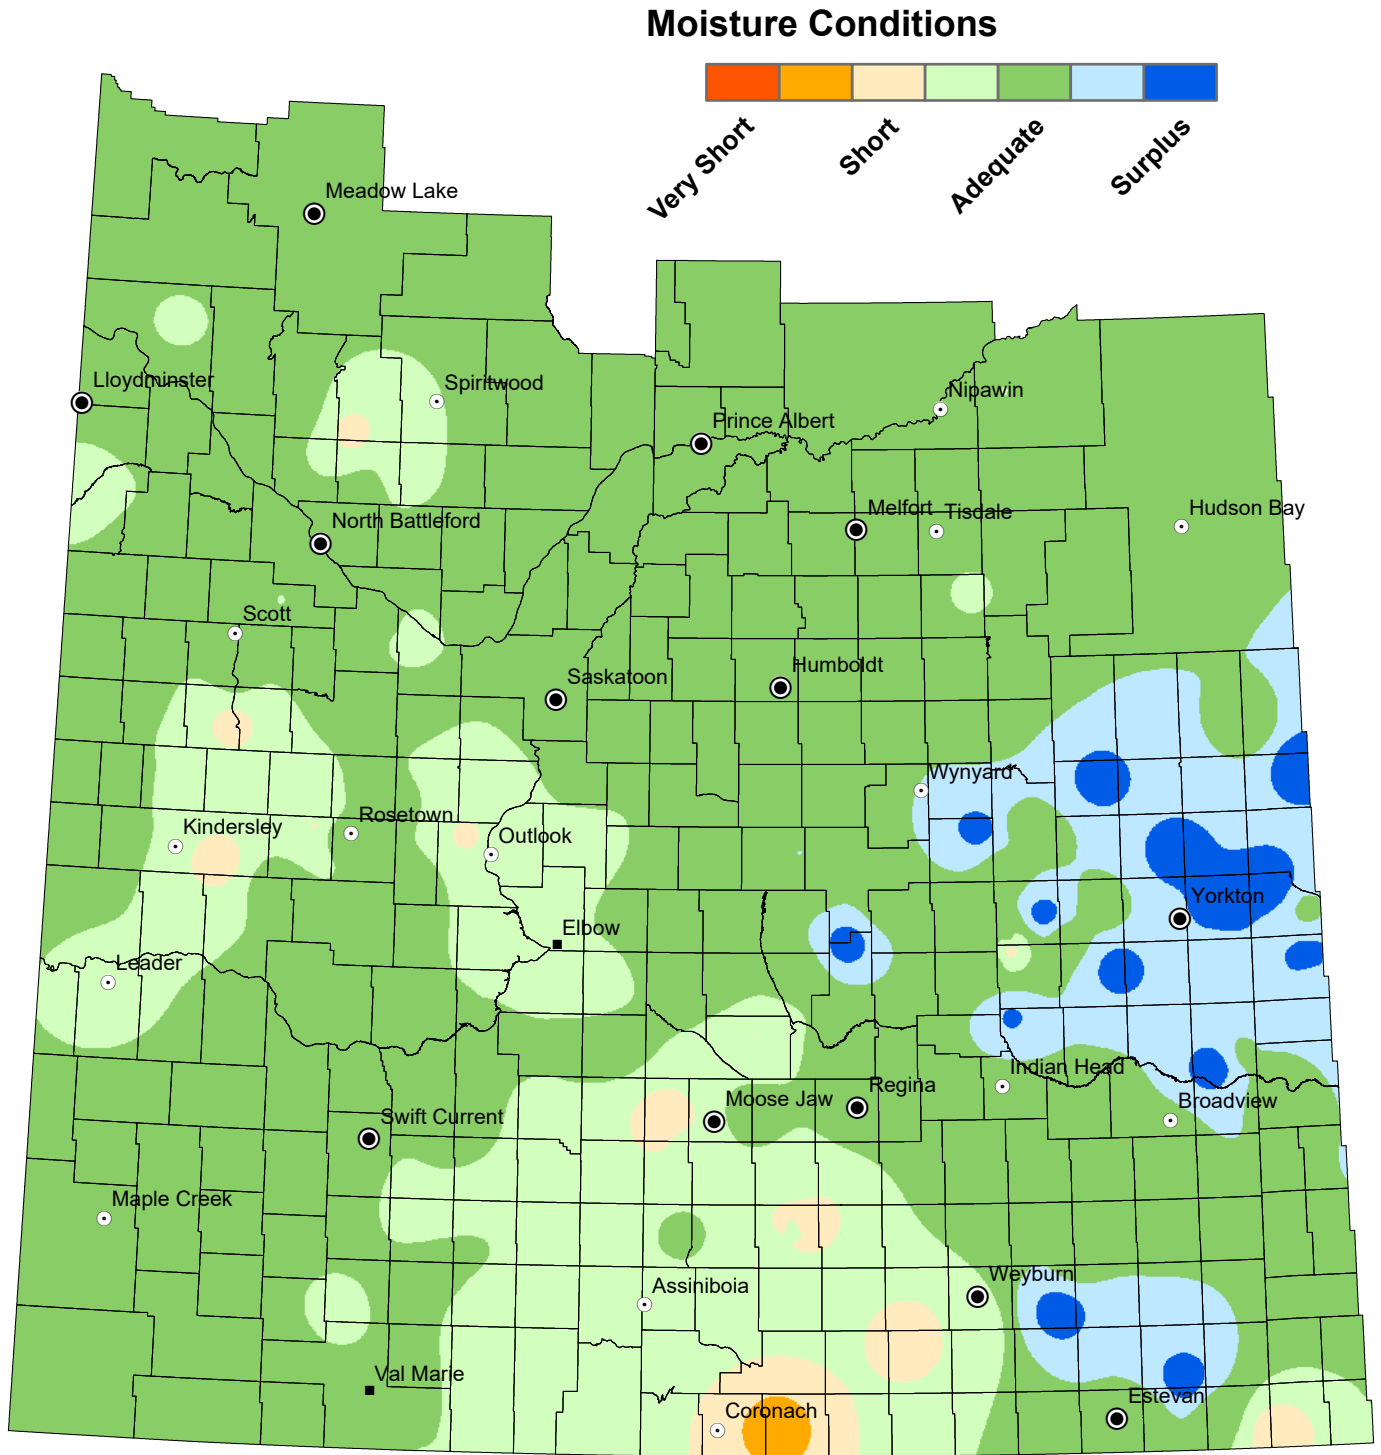 Moisture Conditions
Very Short
Short
Adequate
Surplus
Meadow Lake
Lloydminster
Spiritwood
Nipawin
Prince Albert
Melfort
Tisdale
Hudson Bay
North Battleford
Scott
Saskatoon
Humboldt
Wynyard
Rosetown
Kindersley
Outlook
Yorkton
Elbow
Leader
Indian Head
Regina
Moose Jaw
Broadview
Swift Current
Maple Creek
Weyburn
Assiniboia
Val Marie
Estevan
Coronach